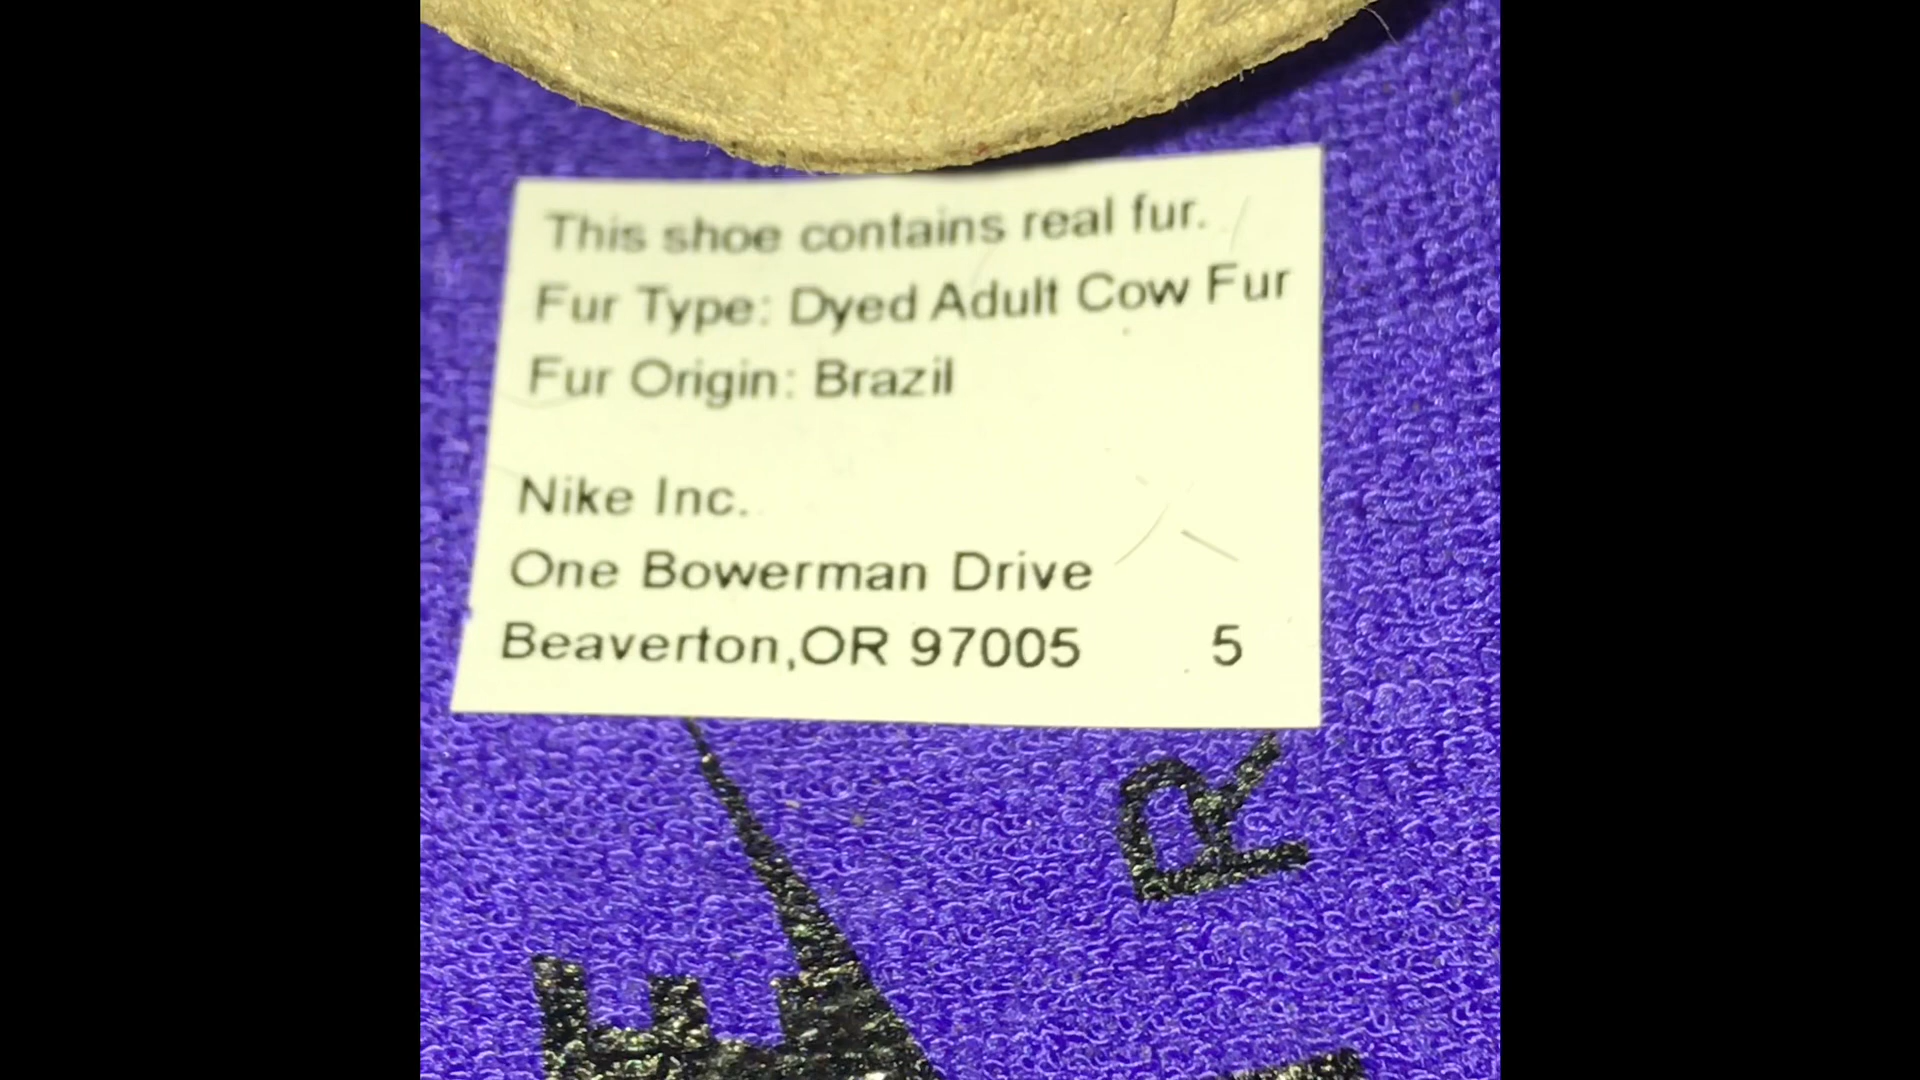 This shoe contains real fur.
Fur Type: Dyed Adult Cow Fur
Fur Origin: Brazil
Nike Inc.
One Bowerman Drive
Beaverton,OR 97005 5
R